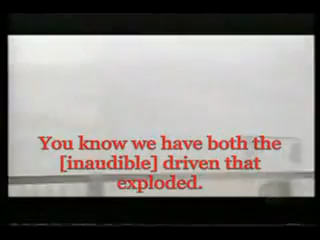 You know we have both the
[inaudible] driven that
exploded.